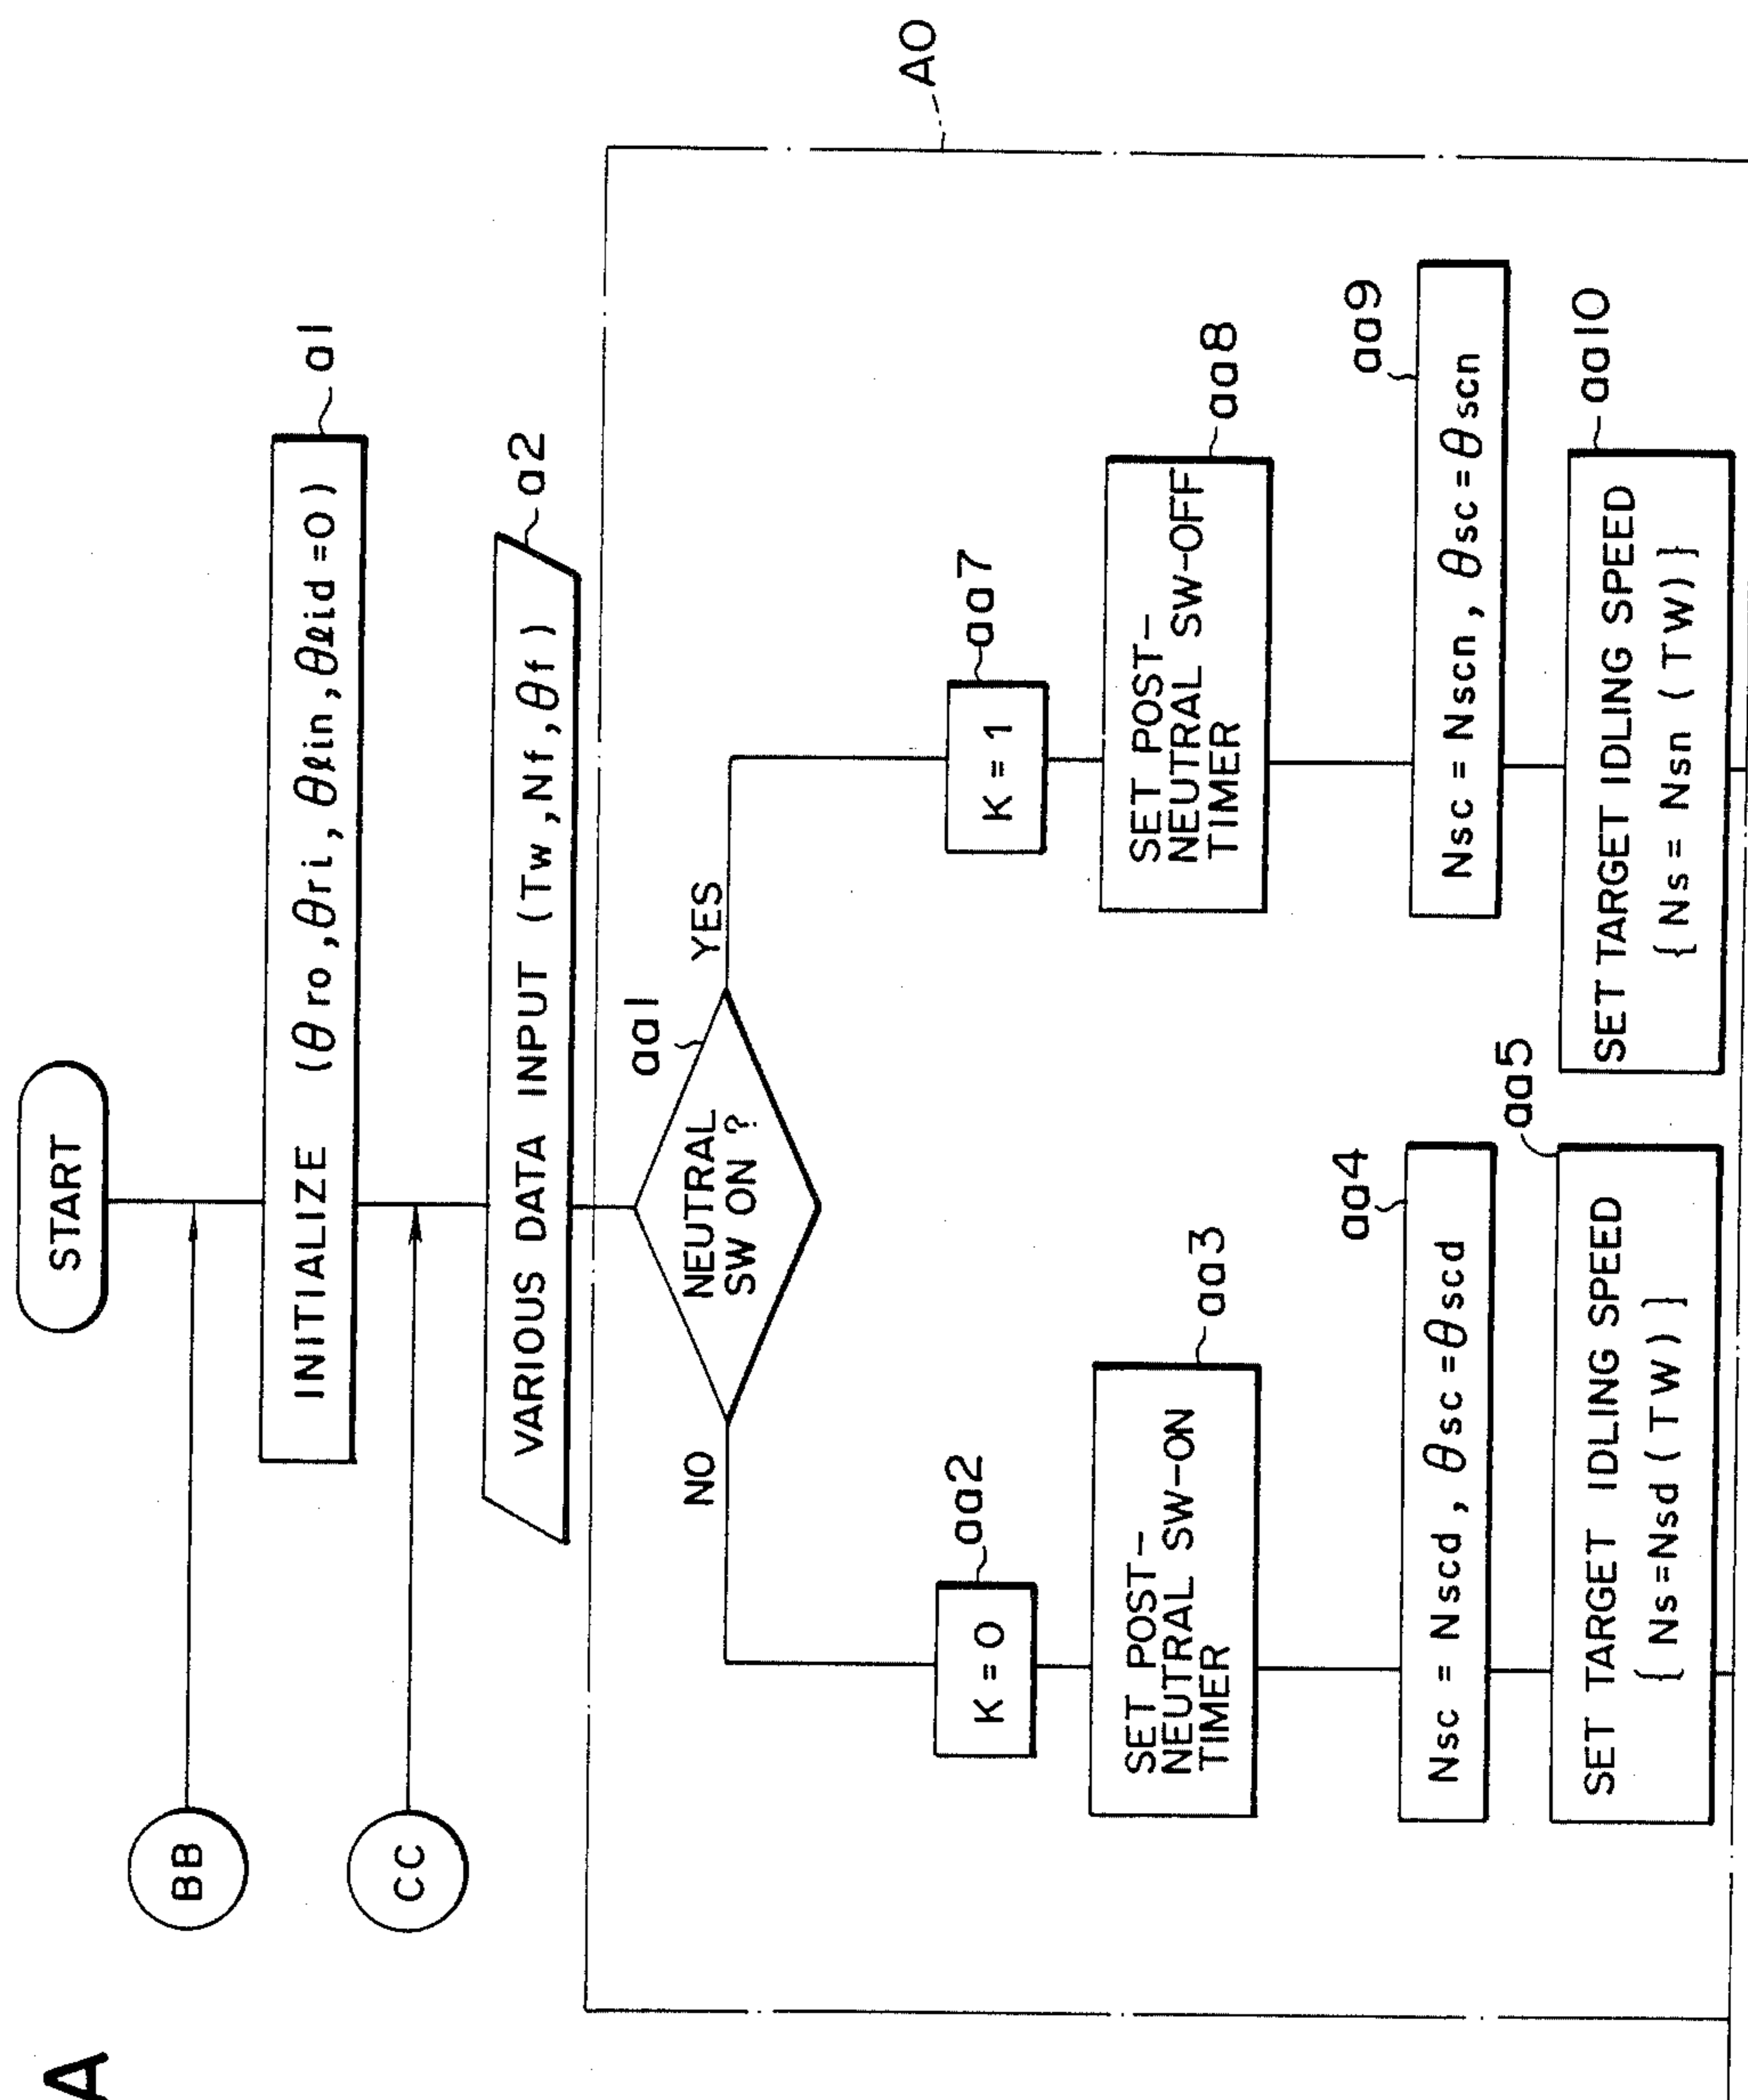 A
START
BB
INITIALIZE (θro, θri, θℓin, θℓid=0)
a1
CC
VARIOUS DATA INPUT (Tw, Nf, θf)
a2
A0
aa1
NEUTRAL
SW ON ?
NO
YES
aa2
K=0
aa7
K=1
SET POST-
NEUTRAL SW-ON
TIMER
aa3
SET POST-
NEUTRAL SW-OFF
TIMER
aa8
aa4
Nsc = Nscd, θsc = θscd
aa9
Nsc = Nscn, θsc = θscn
aa5
SET TARGET IDLING SPEED
{ Ns=Nsd (TW) }
aa10
SET TARGET IDLING SPEED
{ Ns= Nsn (TW) }